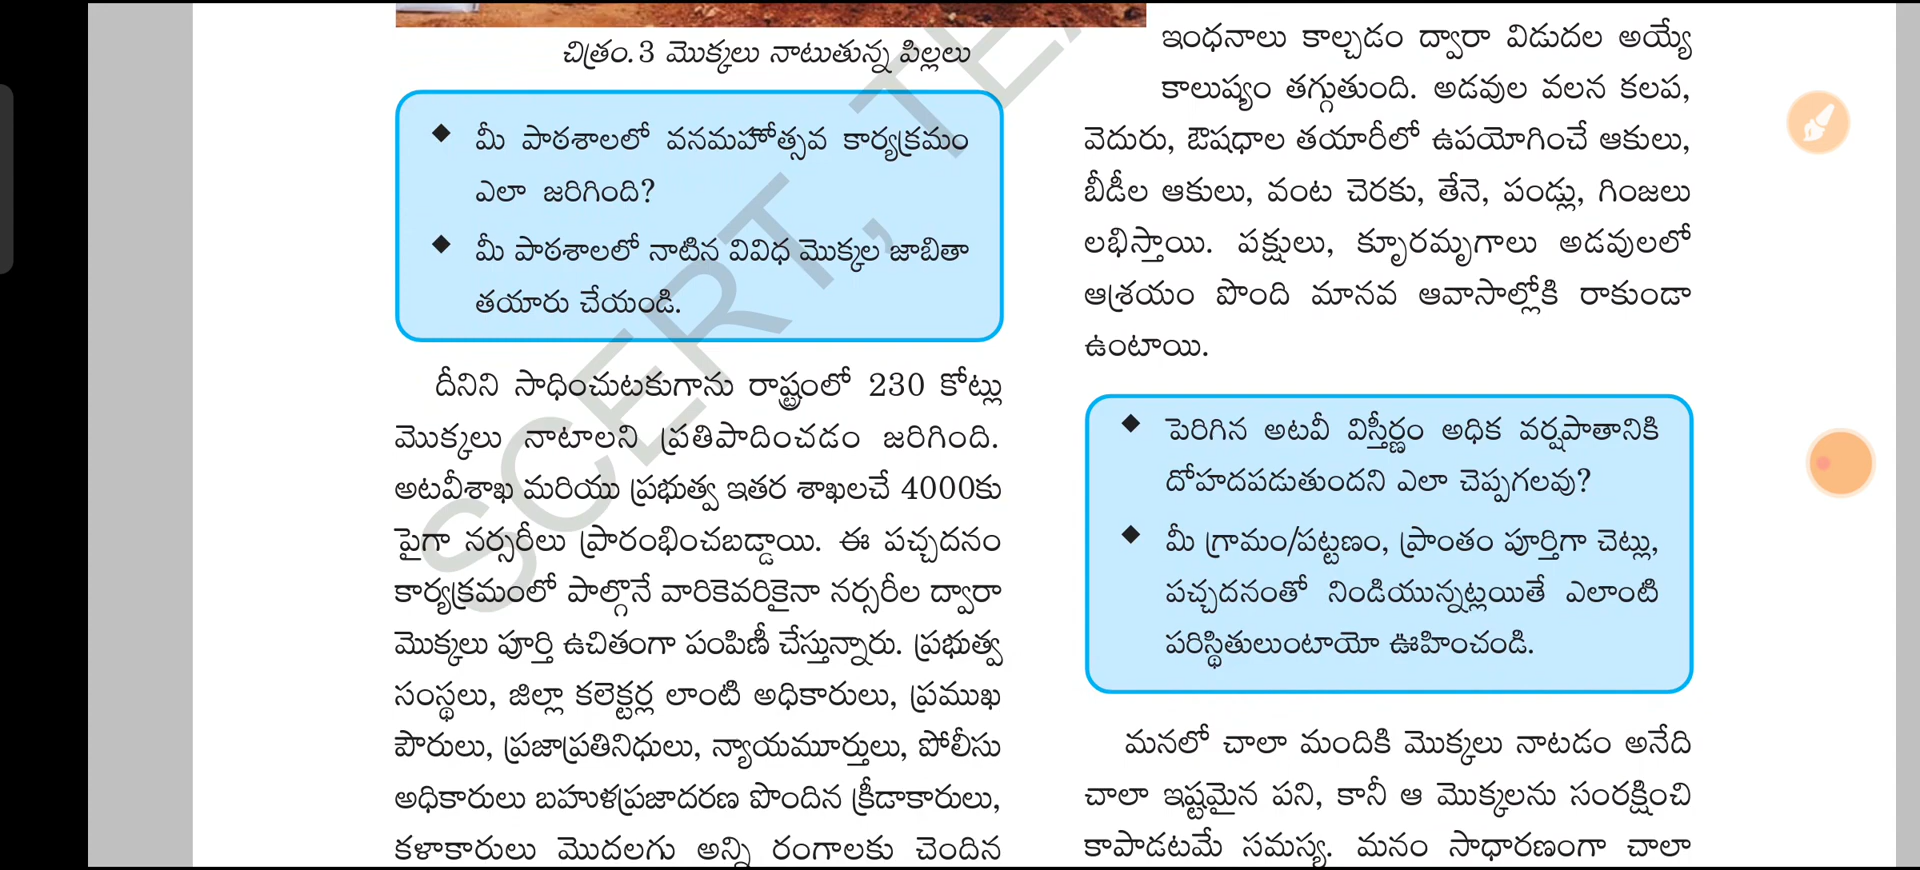 చిత్రం.3 మొక్కలు నాటుతున్న పిల్లలు
◆ మీ పాఠశాలలో వనమహోత్సవ కార్యక్రమం
ఎలా జరిగింది?
◆ మీ పాఠశాలలో నాటిన వివిధ మొక్కల జాబితా
తయారు చేయండి.
దీనిని సాధించుటకుగాను రాష్ట్రంలో 230 కోట్లు
మొక్కలు నాటాలని ప్రతిపాదించడం జరిగింది.
అటవీశాఖ మరియు ప్రభుత్వ ఇతర శాఖలచే 4000కు
పైగా నర్సరీలు ప్రారంభించబడ్డాయి. ఈ పచ్చదనం
కార్యక్రమంలో పాల్గొనే వారికెవరికైనా నర్సరీల ద్వారా
మొక్కలు పూర్తి ఉచితంగా పంపిణీ చేస్తున్నారు. ప్రభుత్వ
సంస్థలు, జిల్లా కలెక్టర్ల లాంటి అధికారులు, ప్రముఖ
పౌరులు, ప్రజాప్రతినిధులు, న్యాయమూర్తులు, పోలీసు
అధికారులు బహుళప్రజాదరణ పొందిన క్రీడాకారులు,
కళాకారులు మొదలగు అన్ని రంగాలకు చెందిన
ఇంధనాలు కాల్చడం ద్వారా విడుదల అయ్యే
కాలుష్యం తగ్గుతుంది. అడవుల వలన కలప,
వెదురు, ఔషధాల తయారీలో ఉపయోగించే ఆకులు,
బీడీల ఆకులు, వంట చెరకు, తేనె, పండ్లు, గింజలు
లభిస్తాయి. పక్షులు, క్రూరమృగాలు అడవులలో
ఆశ్రయం పొంది మానవ ఆవాసాల్లోకి రాకుండా
ఉంటాయి.
◆ పెరిగిన అటవీ విస్తీర్ణం అధిక వర్షపాతానికి
దోహదపడుతుందని ఎలా చెప్పగలవు?
◆ మీ గ్రామం/పట్టణం, ప్రాంతం పూర్తిగా చెట్లు,
పచ్చదనంతో నిండియున్నట్లయితే ఎలాంటి
పరిస్థితులుంటాయో ఊహించండి.
మనలో చాలా మందికి మొక్కలు నాటడం అనేది
చాలా ఇష్టమైన పని, కానీ ఆ మొక్కలను సంరక్షించి
కాపాడటమే సమస్య. మనం సాధారణంగా చాలా
SCERT, TE